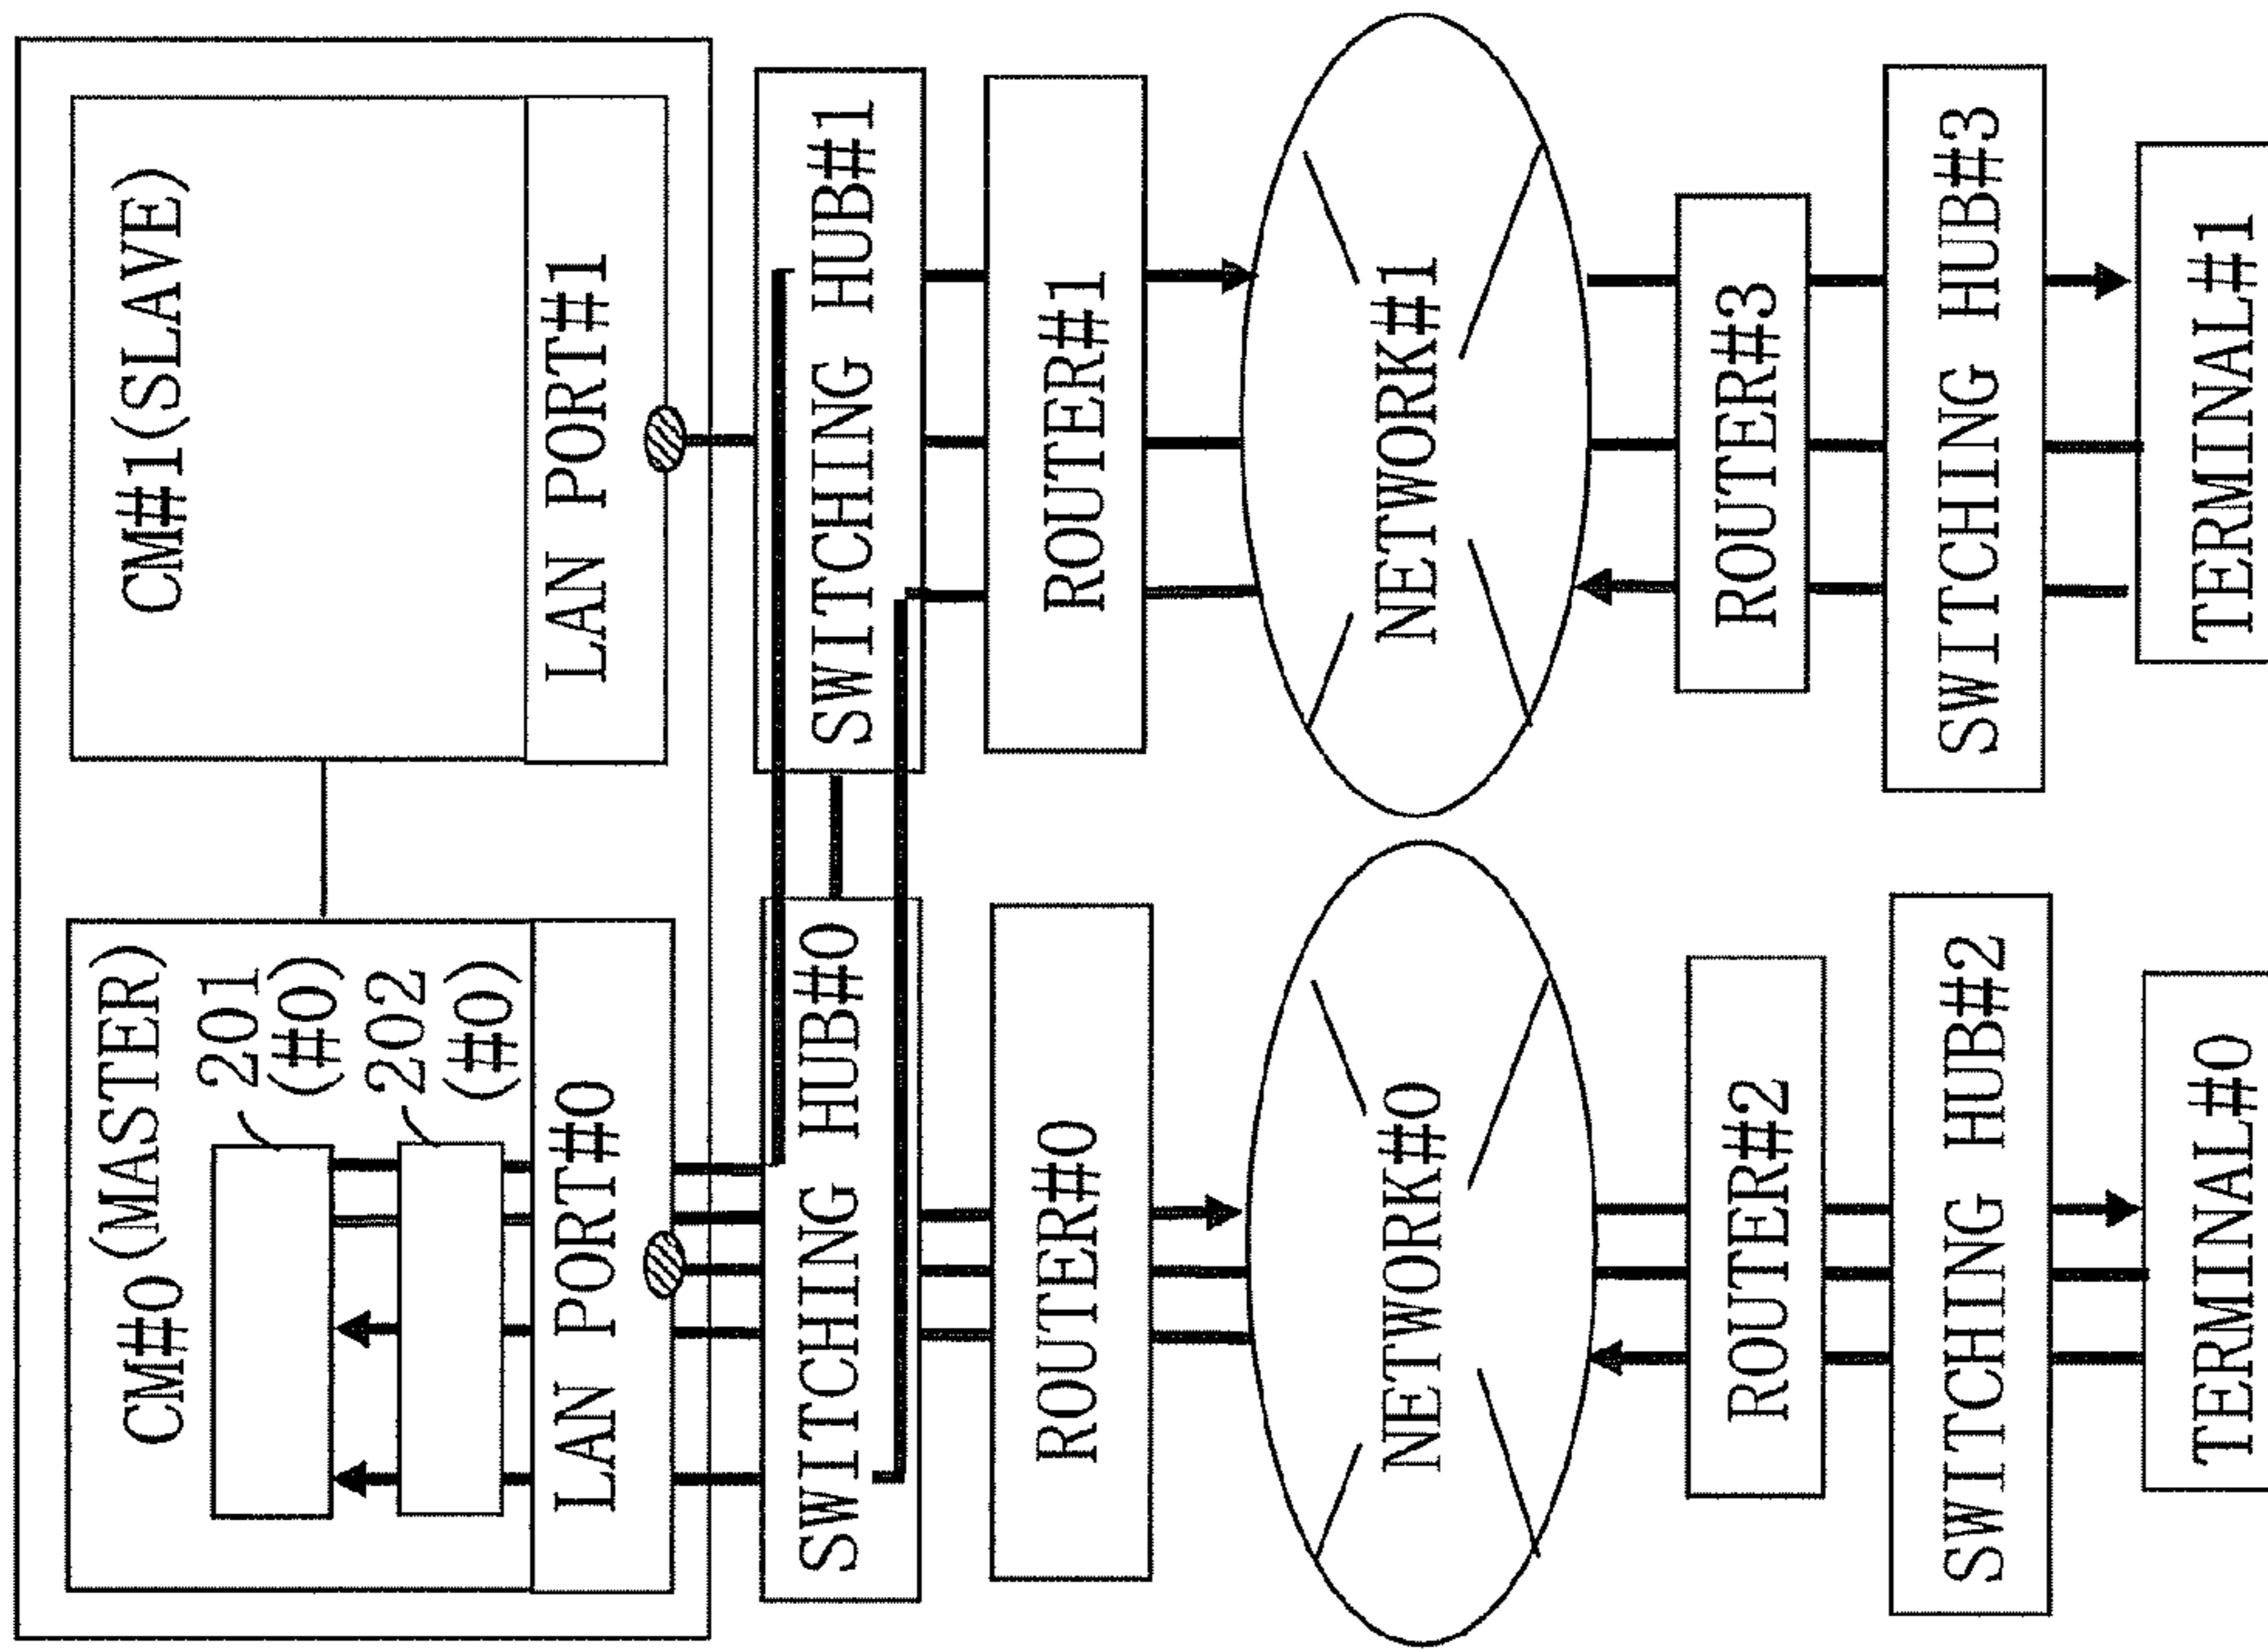 CM#0(MASTER)
201
(#0)
202
(#0)
LAN PORT#0
SWITCHING HUB#0
ROUTER#0
NETWORK#0
ROUTER#2
SWITCHING HUB#2
TERMINAL#0
CM#1(SLAVE)
LAN PORT#1
SWITCHING HUB#1
ROUTER#1
NETWORK#1
ROUTER#3
SWITCHING HUB#3
TERMINAL#1